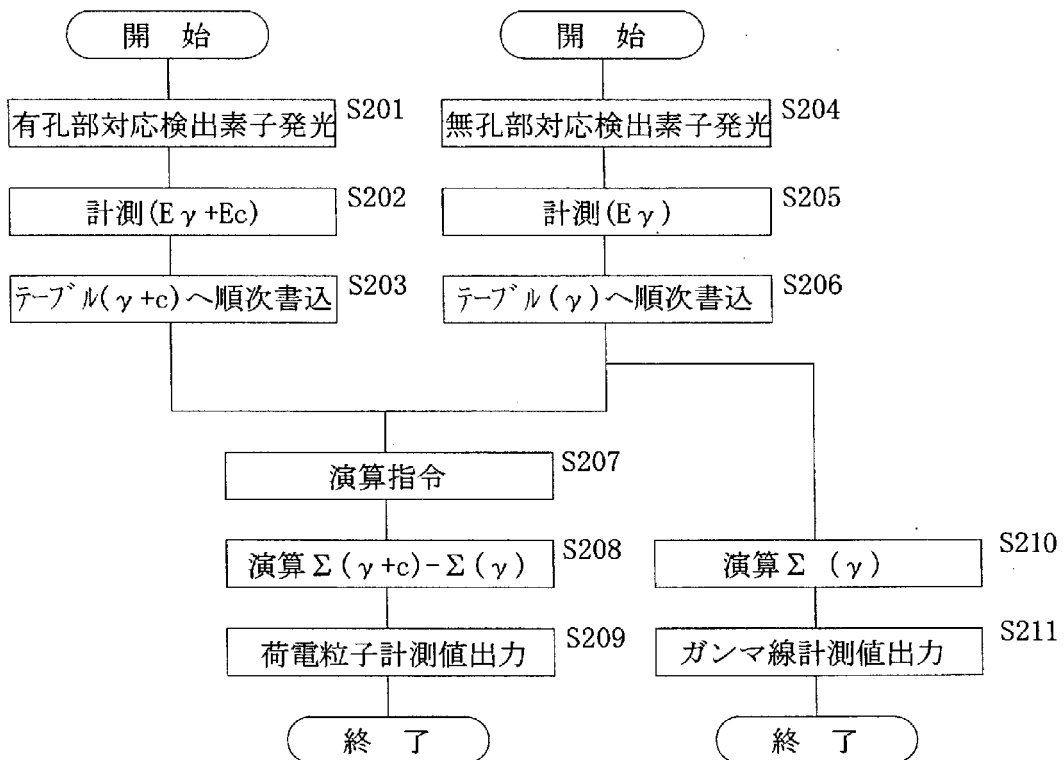 開 始
開 始
有孔部対応検出素子発光
S201
無孔部対応検出素子発光
S204
計測(Eγ+Ec)
S202
計測(Eγ)
S205
テーブル(γ+c)へ順次書込
S203
テーブル(γ)へ順次書込
S206
演算指令
S207
演算Σ(γ+c)-Σ(γ)
S208
演算Σ (γ)
S210
荷電粒子計測値出力
S209
ガンマ線計測値出力
S211
終 了
終 了